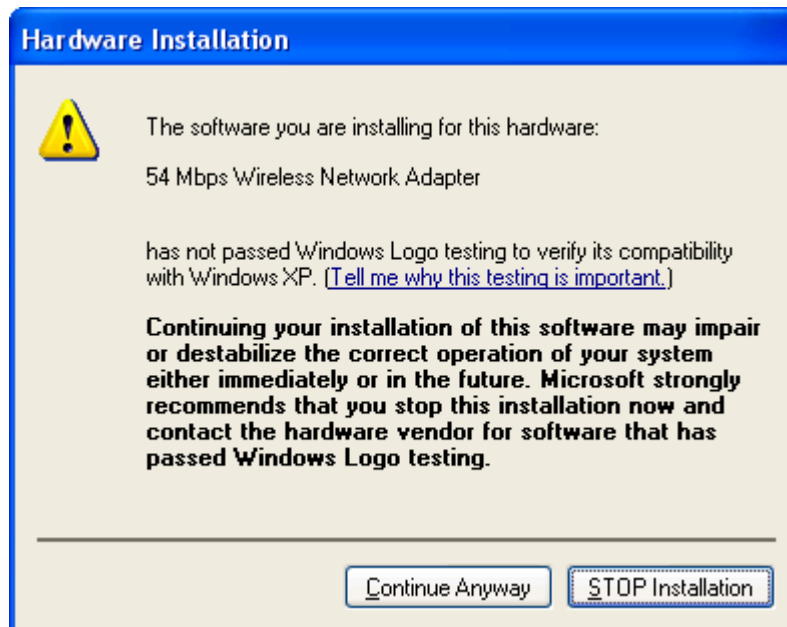 Hardware Installation
The software you are installing for this hardware:
54 Mbps Wireless Network Adapter
has not passed Windows Logo testing to verify its compatibility
with Windows XP. (Tell me why this testing is important.)
Continuing your installation of this software may impair
or destabilize the correct operation of your system
either immediately or in the future. Microsoft strongly
recommends that you stop this installation now and
contact the hardware vendor for software that has
passed Windows Logo testing.
Continue Anyway
STOP Installation